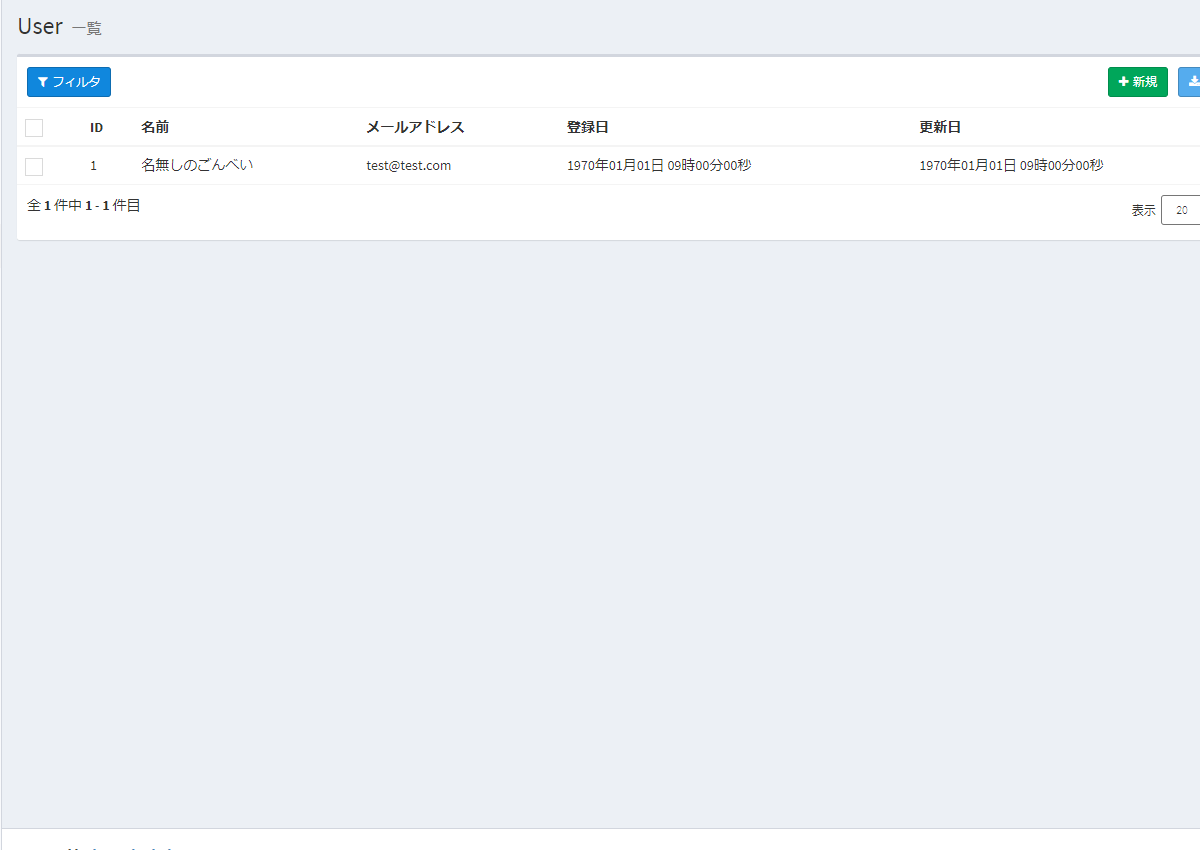 User 一覧
フィルタ
新規
ID 名前 メールアドレス 登録日 更新日
1 名無しのごんべい test@test.com 1970年01月01日 09時00分00秒 1970年01月01日 09時00分00秒
全 1 件中 1 - 1 件目
表示 20